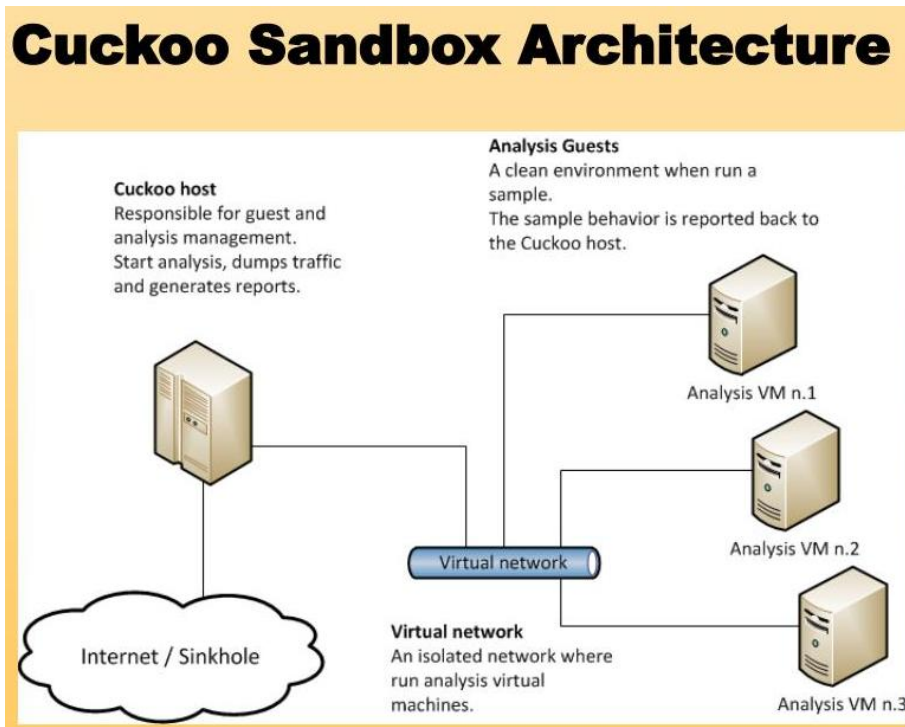 Cuckoo Sandbox Architecture
Cuckoo host
Responsible for guest and
analysis management.
Start analysis, dumps traffic
and generates reports.
Analysis Guests
A clean environment when run a
sample.
The sample behavior is reported back to
the Cuckoo host.
Analysis VM n.1
Analysis VM n.2
Virtual network
Internet / Sinkhole
Virtual network
An isolated network where
run analysis virtual
machines.
Analysis VM n.3